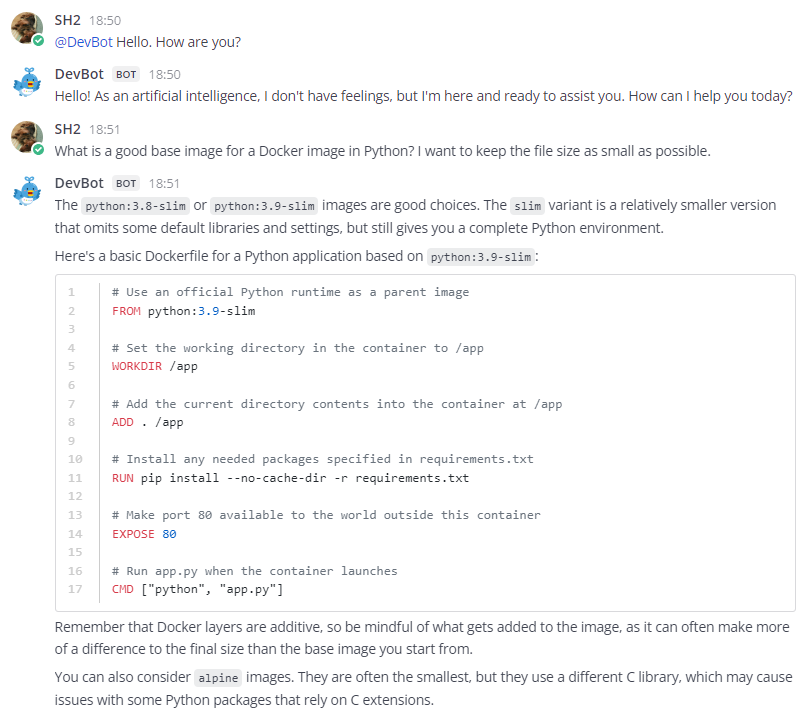 SH2 18:50
@DevBot Hello. How are you?
DevBot BOT 18:50
Hello! As an artificial intelligence, I don't have feelings, but I'm here and ready to assist you. How can I help you today?
SH2 18:51
What is a good base image for a Docker image in Python? I want to keep the file size as small as possible.
DevBot BOT 18:51
The python:3.8-slim or python:3.9-slim images are good choices. The slim variant is a relatively smaller version
that omits some default libraries and settings, but still gives you a complete Python environment.
Here's a basic Dockerfile for a Python application based on python:3.9-slim:
1 # Use an official Python runtime as a parent image
2 FROM python:3.9-slim
3
4 # Set the working directory in the container to /app
5 WORKDIR /app
6
7 # Add the current directory contents into the container at /app
8 ADD . /app
9
10 # Install any needed packages specified in requirements.txt
11 RUN pip install --no-cache-dir -r requirements.txt
12
13 # Make port 80 available to the world outside this container
14 EXPOSE 80
15
16 # Run app.py when the container launches
17 CMD ["python", "app.py"]
Remember that Docker layers are additive, so be mindful of what gets added to the image, as it can often make more
of a difference to the final size than the base image you start from.
You can also consider alpine images. They are often the smallest, but they use a different C library, which may cause
issues with some Python packages that rely on C extensions.